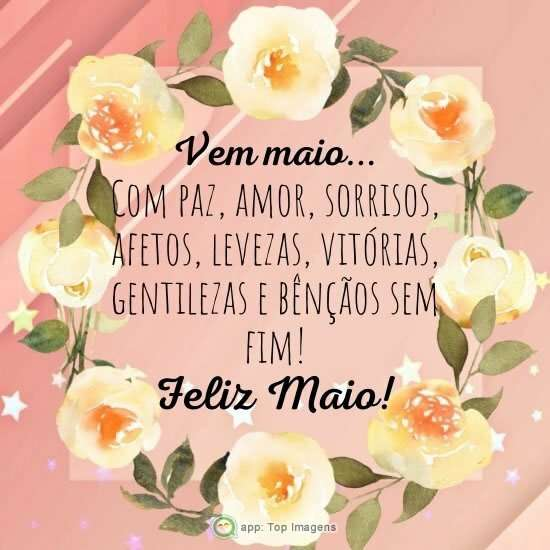 Vem maio...
Com paz, amor, sorrisos,
afetos, levezas, vitórias,
gentilezas e bênçãos sem
fim!
Feliz Maio!
app: Top Imagens